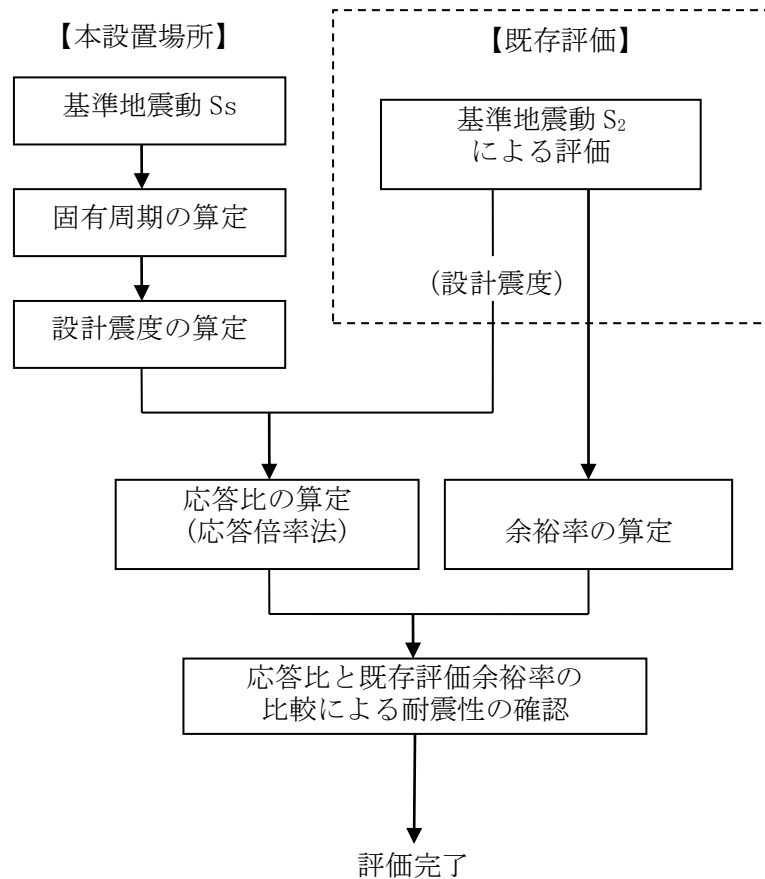 【本設置場所】
【既存評価】
基準地震動 Ss
基準地震動 S₂
による評価
固有周期の算定
(設計震度)
設計震度の算定
応答比の算定
(応答倍率法)
余裕率の算定
応答比と既存評価余裕率の
比較による耐震性の確認
評価完了